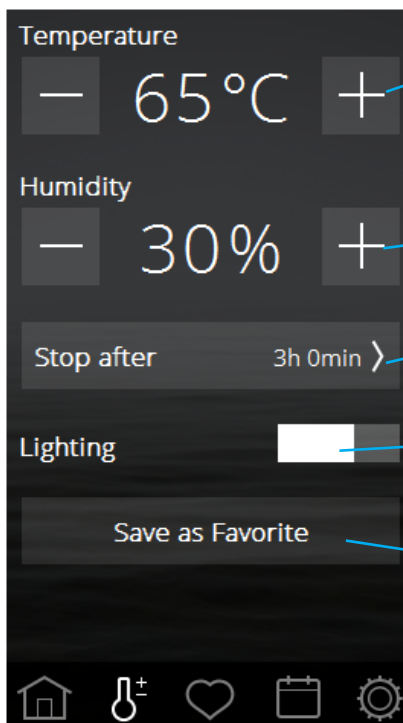 Temperature
65°C
Humidity
30%
Stop after 3h 0min
Lighting
Save as Favorite